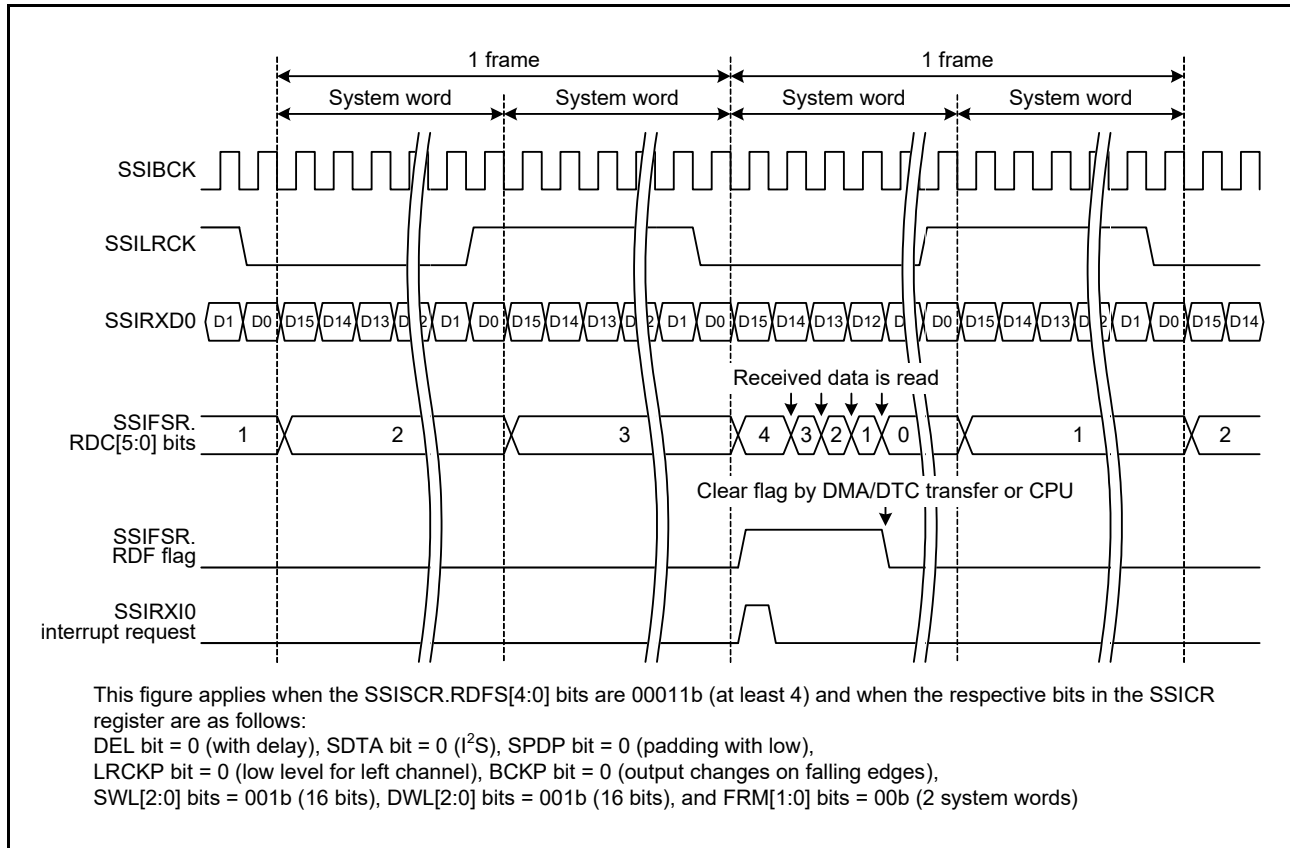 1 frame 1 frame
System word System word System word System word
SSIBCK
SSILRCK
SSIRXD0 D1 D0 D15 D14 D13 D1 D0 D15 D14 D13 D1 D0 D15 D14 D13 D12 D0 D15 D14 D13 D1 D0 D15 D14
Received data is read
SSIFSR.
RDC[5:0] bits 1 2 3 4 3 2 1 0 1 2
Clear flag by DMA/DTC transfer or CPU
SSIFSR.
RDF flag
SSIRXI0
interrupt request
This figure applies when the SSISCR.RDFS[4:0] bits are 00011b (at least 4) and when the respective bits in the SSICR
register are as follows:
DEL bit = 0 (with delay), SDTA bit = 0 (I²S), SPDP bit = 0 (padding with low),
LRCKP bit = 0 (low level for left channel), BCKP bit = 0 (output changes on falling edges),
SWL[2:0] bits = 001b (16 bits), DWL[2:0] bits = 001b (16 bits), and FRM[1:0] bits = 00b (2 system words)